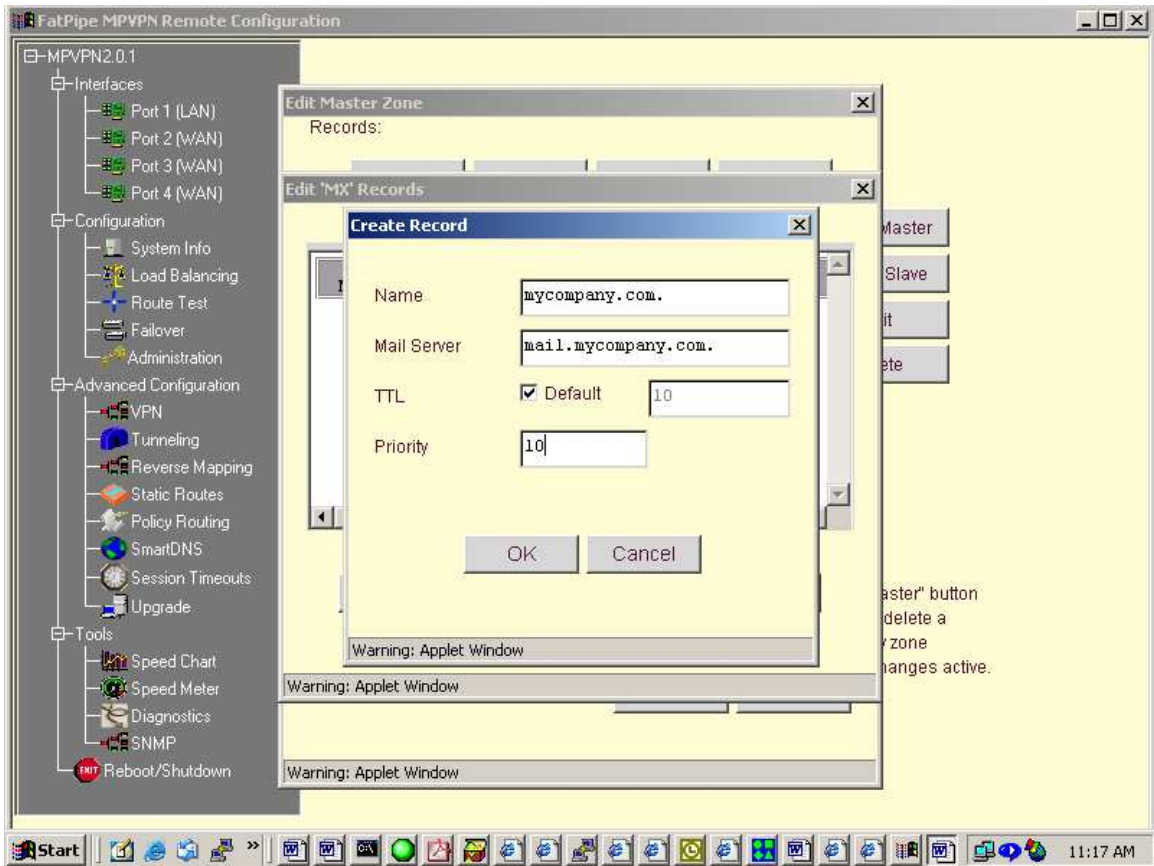 FatPipe MPVPN Remote Configuration
MPVPN2.0.1
Interfaces
Port 1 (LAN)
Port 2 (WAN)
Port 3 (WAN)
Port 4 (WAN)
Configuration
System Info
Load Balancing
Route Test
Failover
Administration
Advanced Configuration
VPN
Tunneling
Reverse Mapping
Static Routes
Policy Routing
SmartDNS
Session Timeouts
Upgrade
Tools
Speed Chart
Speed Meter
Diagnostics
SNMP
EXIT Reboot/Shutdown
Edit Master Zone
Records:
Edit 'MX' Records
Create Record
Name mycompany.com.
Mail Server mail.mycompany.com.
TTL Default 10
Priority 10
OK Cancel
Warning: Applet Window
Warning: Applet Window
Warning: Applet Window
Master
Slave
button
delete a
zone
active.
Start
11:17 AM